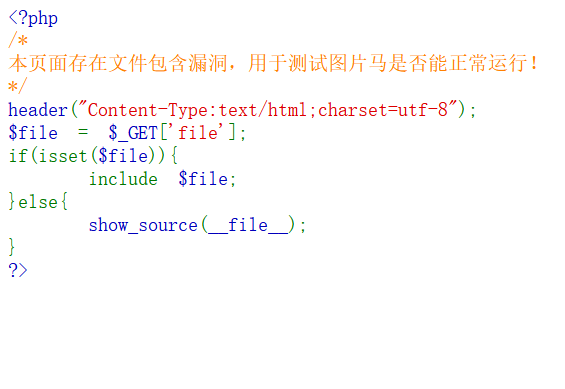 <?php
/*
本页面存在文件包含漏洞，用于测试图片马是否能正常运行！
*/
header("Content-Type:text/html;charset=utf-8");
$file  =  $_GET['file'];
if(isset($file)){
        include  $file;
}else{
        show_source(__file__);
}
?>